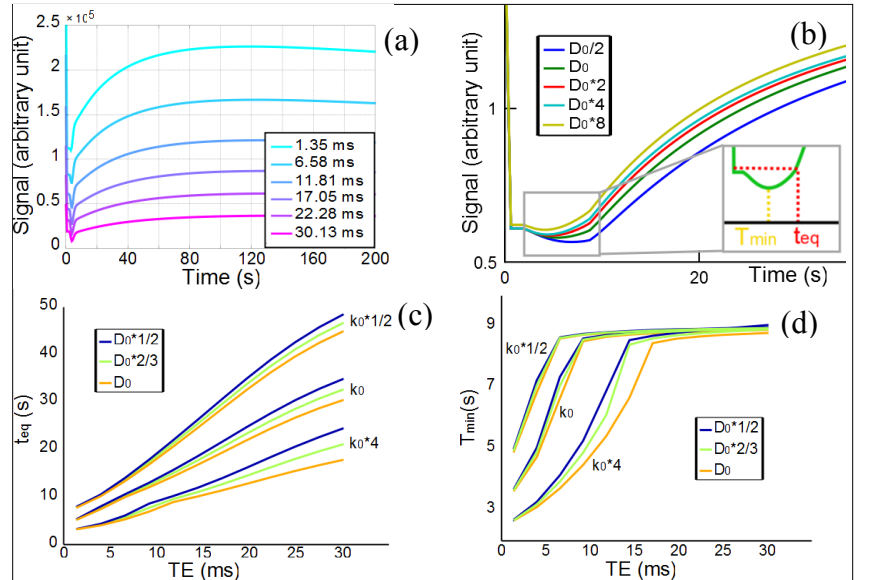 × 10⁵
2.5
2
1.5
1
0.5
0
Signal (arbitrary unit)
(a)
1.35 ms
6.58 ms
11.81 ms
17.05 ms
22.28 ms
30.13 ms
0 40 80 120 160 200
Time (s)
(b)
D₀/2
D₀
D₀*2
D₀*4
D₀*8
Signal (arbitrary unit)
1
0.5
Tmin teq
0 20
Time (s)
(c)
50
40
30
20
10
0
teq (s)
D₀*1/2
D₀*2/3
D₀
k₀*1/2
k₀
k₀*4
0 5 10 15 20 25 30
TE (ms)
(d)
9
7
5
3
Tmin(s)
k₀*1/2
k₀
k₀*4
D₀*1/2
D₀*2/3
D₀
0 5 10 15 20 25 30
TE (ms)